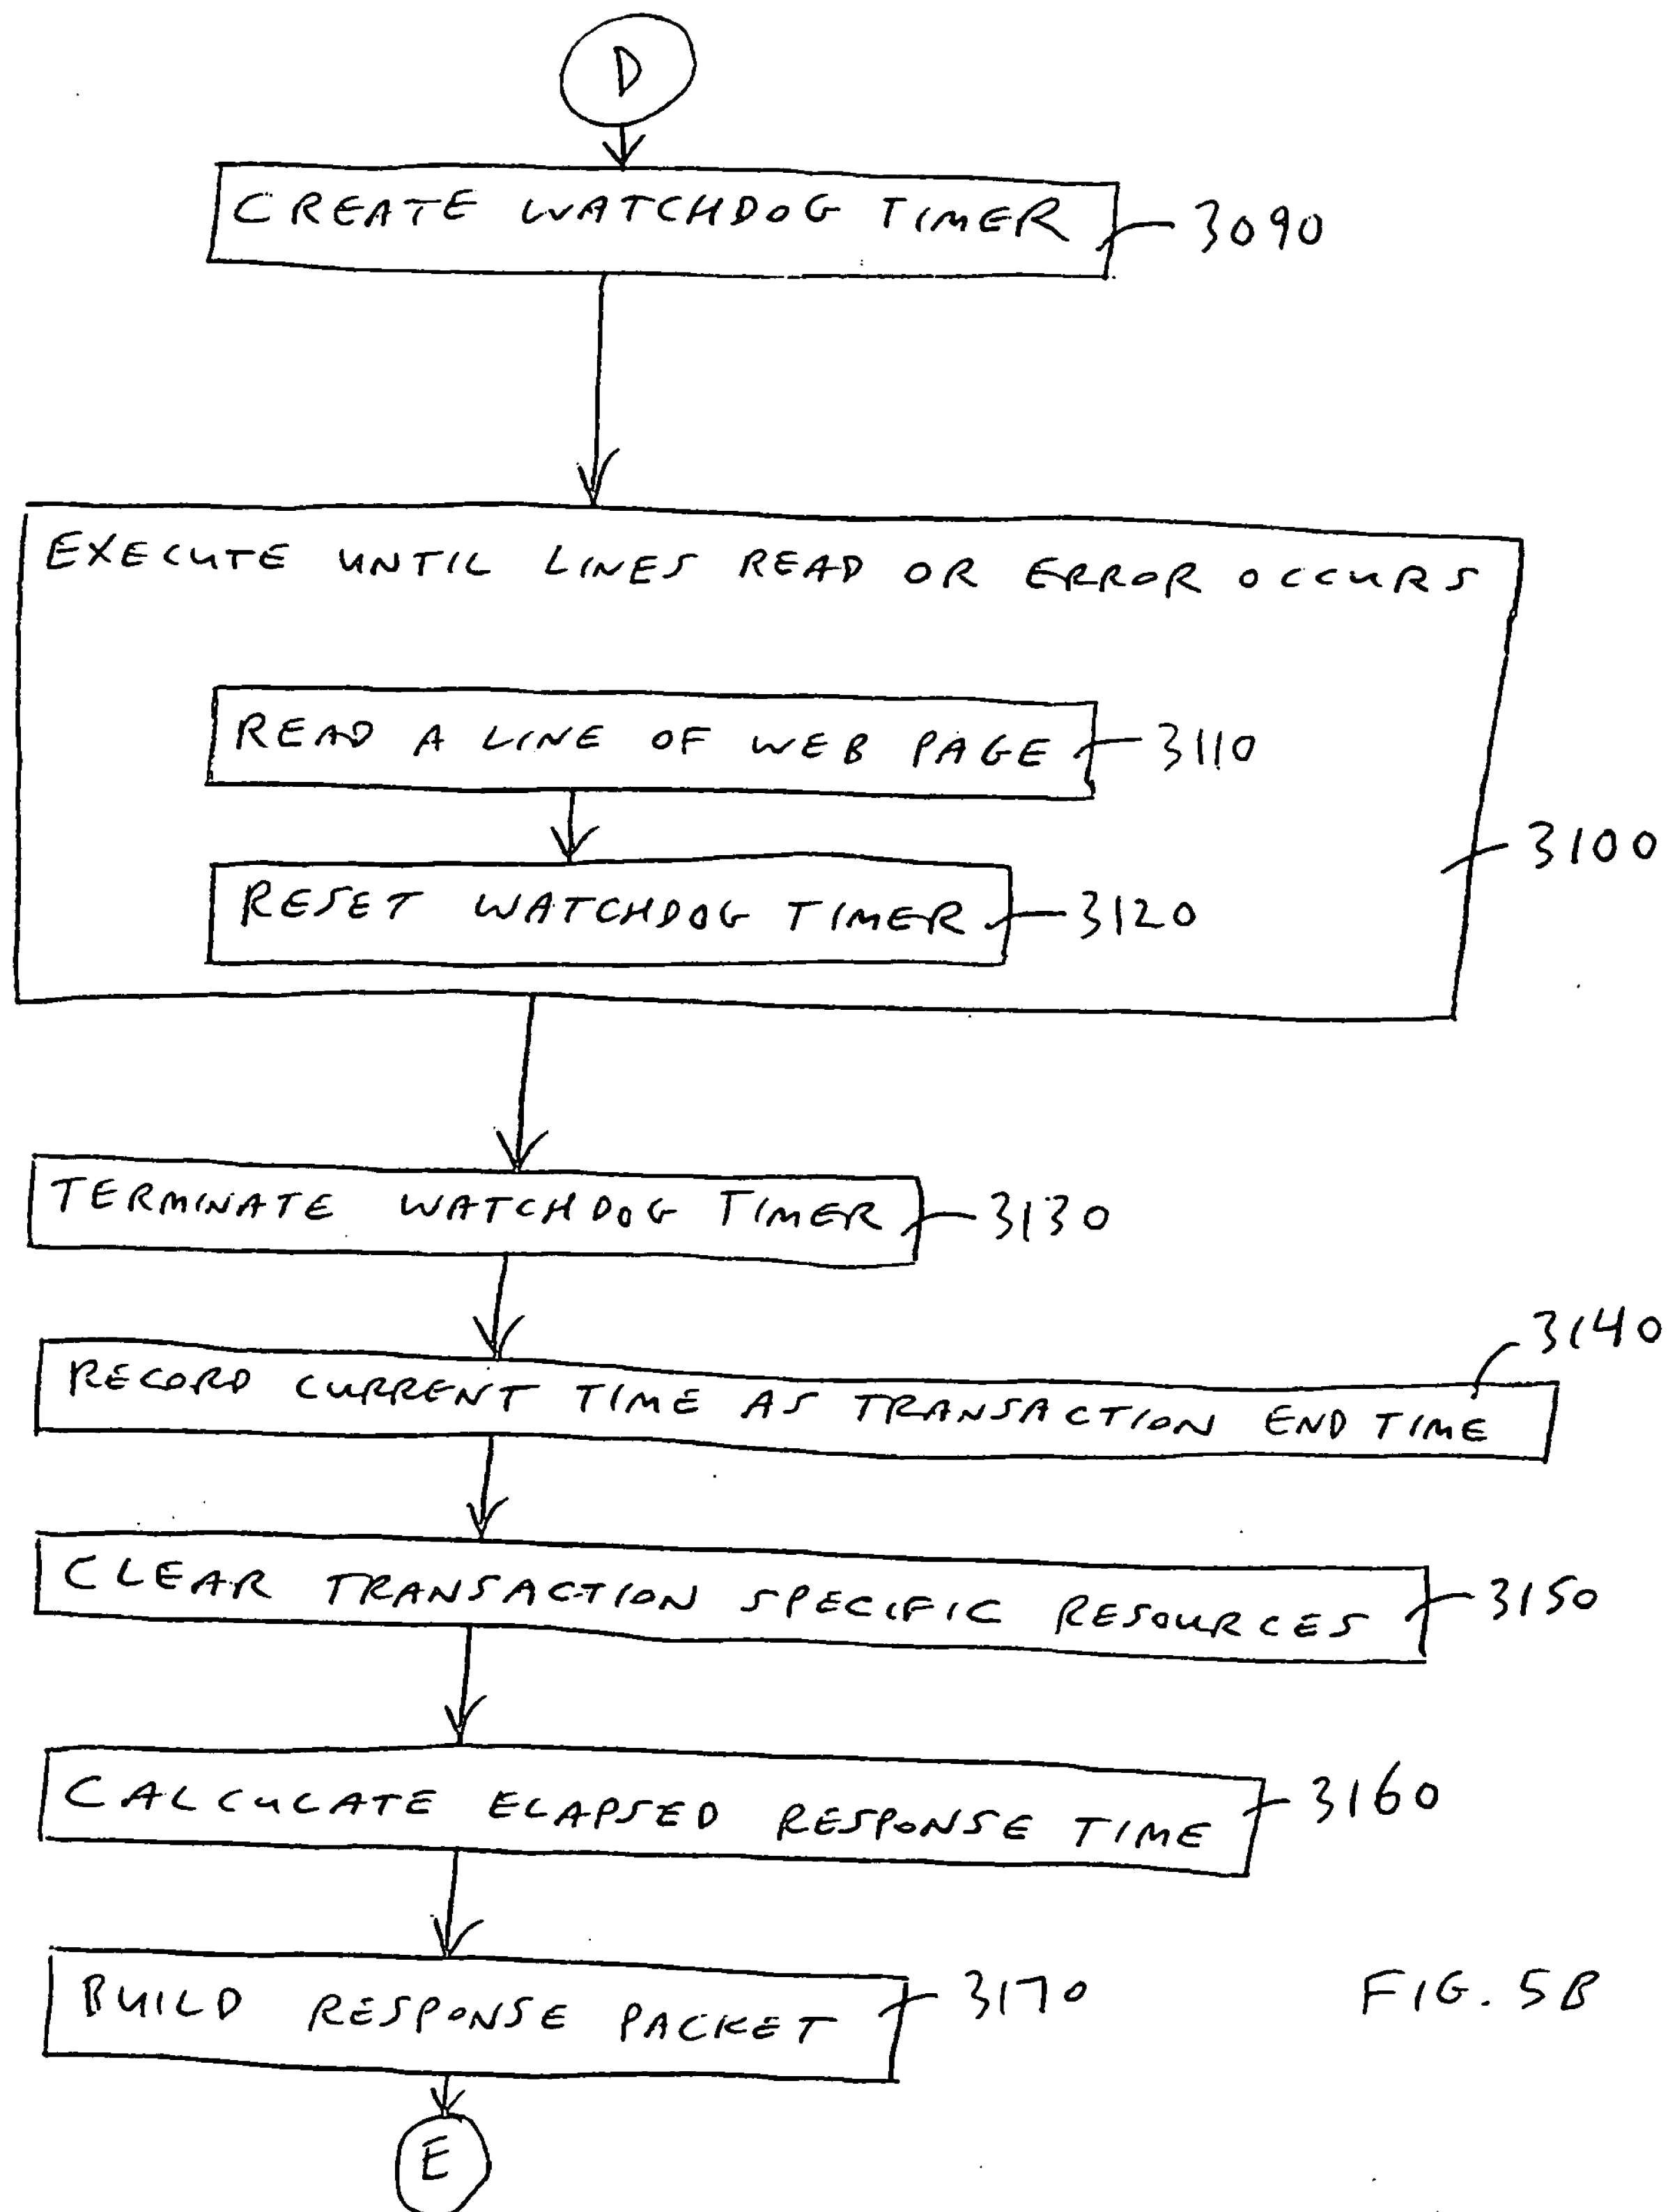 D
CREATE WATCHDOG TIMER 3090
EXECUTE UNTIL LINES READ OR ERROR OCCURS
READ A LINE OF WEB PAGE 3110
3100
RESET WATCHDOG TIMER 3120
TERMINATE WATCHDOG TIMER 3130
3140
RECORD CURRENT TIME AS TRANSACTION END TIME
CLEAR TRANSACTION SPECIFIC RESOURCES 3150
CALCULATE ELAPSED RESPONSE TIME 3160
BUILD RESPONSE PACKET 3170
FIG. 5B
E